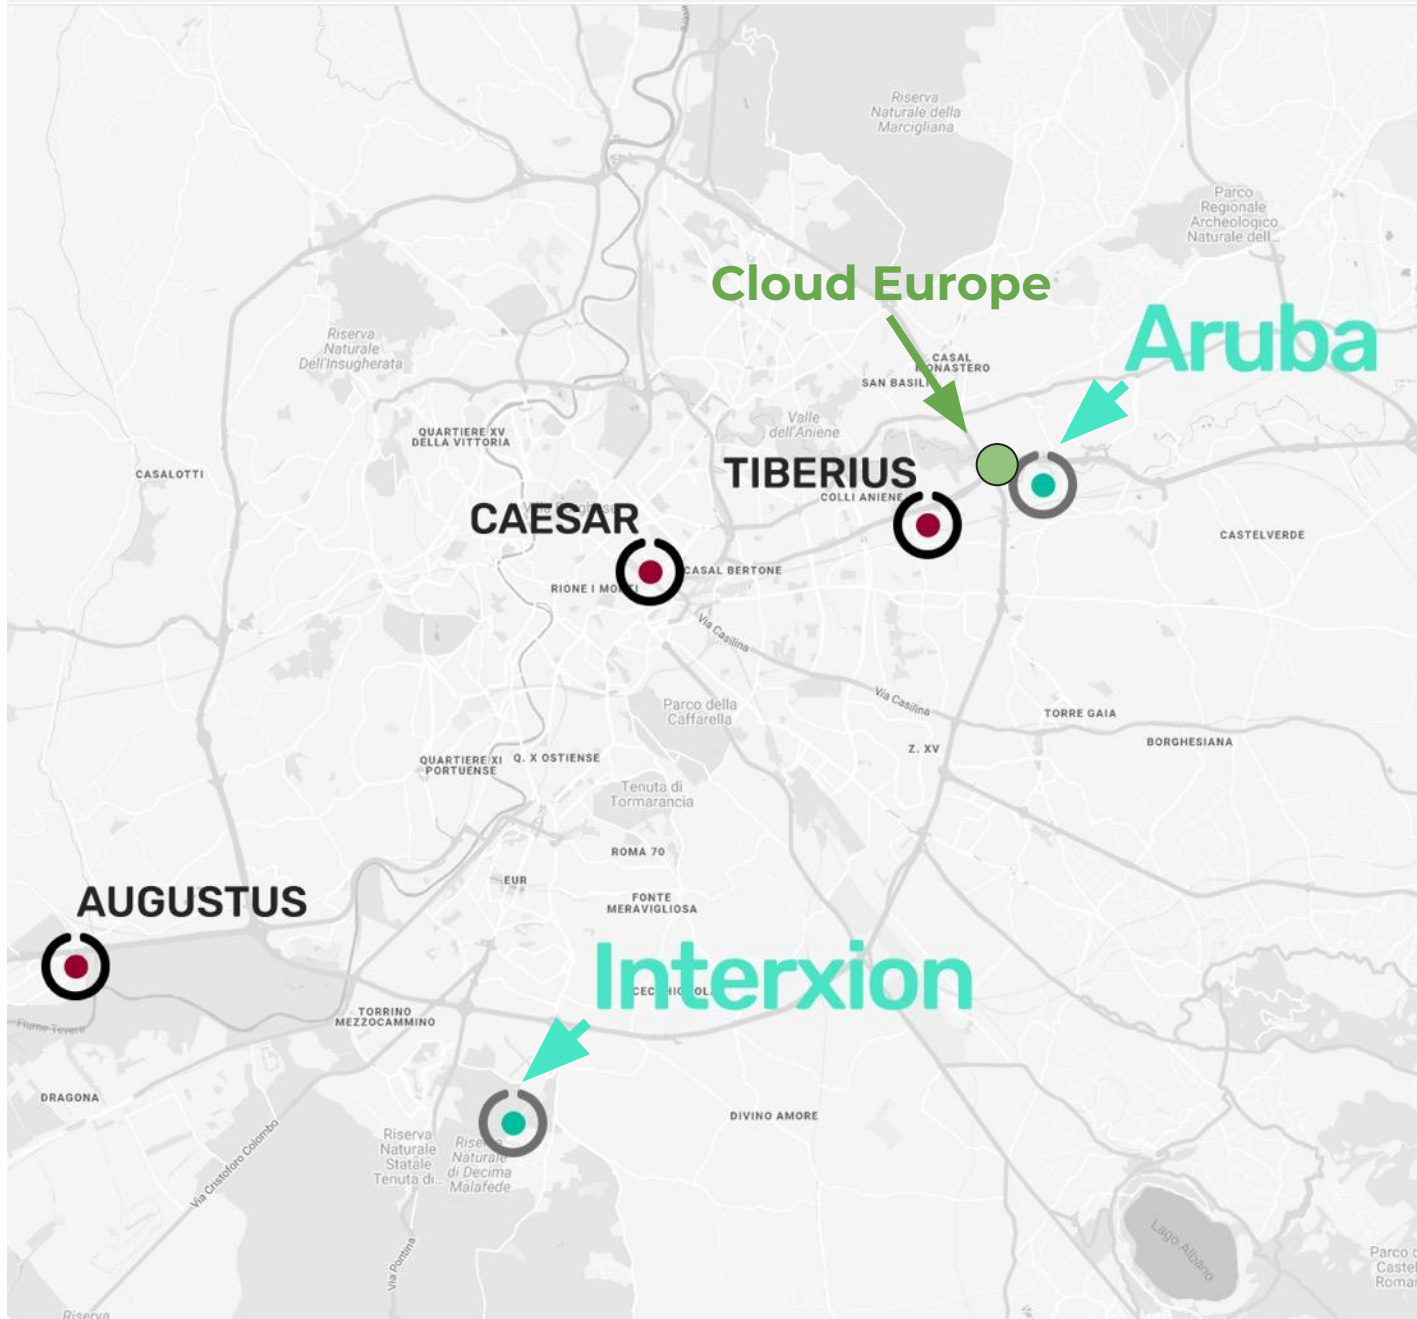 Riserva
Naturale della
Marcigliana
Parco
Regionale
Archeologico
Naturale dell...
Cloud Europe
Aruba
Riserva
Naturale
Dell'Insugherata
CASAL
MONASTERO
SAN BASILI
Valle
dell'Aniene
QUARTIERE XV
DELLA VITTORIA
CASALOTTI
TIBERIUS
COLLI ANIENE
CAESAR
CASTELVERDE
CASAL BERTONE
RIONE I MONTI
Via Casilina
Parco della
Caffarella
Via Casilina
TORRE GAIA
BORGHESIANA
Z. XV
QUARTIERE XI
PORTUENSE
Q. X OSTIENSE
Tenuta di
Tormarancia
ROMA 70
EUR
FONTE
MERAVIGLIOSA
AUGUSTUS
Interxion
TORRINO
MEZZOCAMMINO
Fiume Tevere
DRAGONA
DIVINO AMORE
Via Cristoforo Colombo
Riserva
Naturale
Statale
Tenuta di...
Riserva
Naturale
di Decima
Malafede
Via Pontina
Lago Albano
Parco
Castel
Roma
Riserva